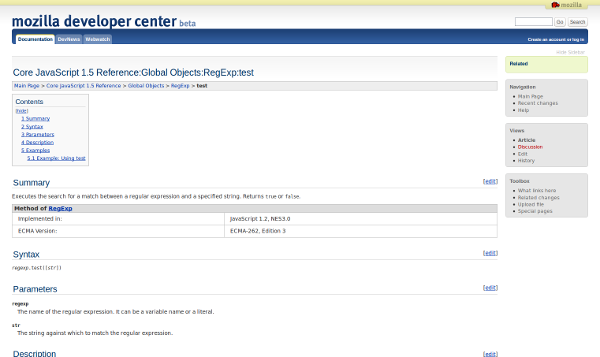 mozilla
mozilla developer center beta
Go Search
Documentation DevNews Webwatch
Create an account or log in
Hide Sidebar
Core JavaScript 1.5 Reference:Global Objects:RegExp:test
Main Page > Core JavaScript 1.5 Reference > Global Objects > RegExp > test
Contents
[hide]
1 Summary
2 Syntax
3 Parameters
4 Description
5 Examples
5.1 Example: Using test
Summary
[edit]
Executes the search for a match between a regular expression and a specified string. Returns true or false.
Method of RegExp
Implemented in: JavaScript 1.2, NES3.0
ECMA Version: ECMA-262, Edition 3
Syntax
[edit]
regexp.test([str])
Parameters
[edit]
regexp
The name of the regular expression. It can be a variable name or a literal.
str
The string against which to match the regular expression.
Description
[edit]
Related
Navigation
Main Page
Recent changes
Help
Views
Article
Discussion
Edit
History
Toolbox
What links here
Related changes
Upload file
Special pages